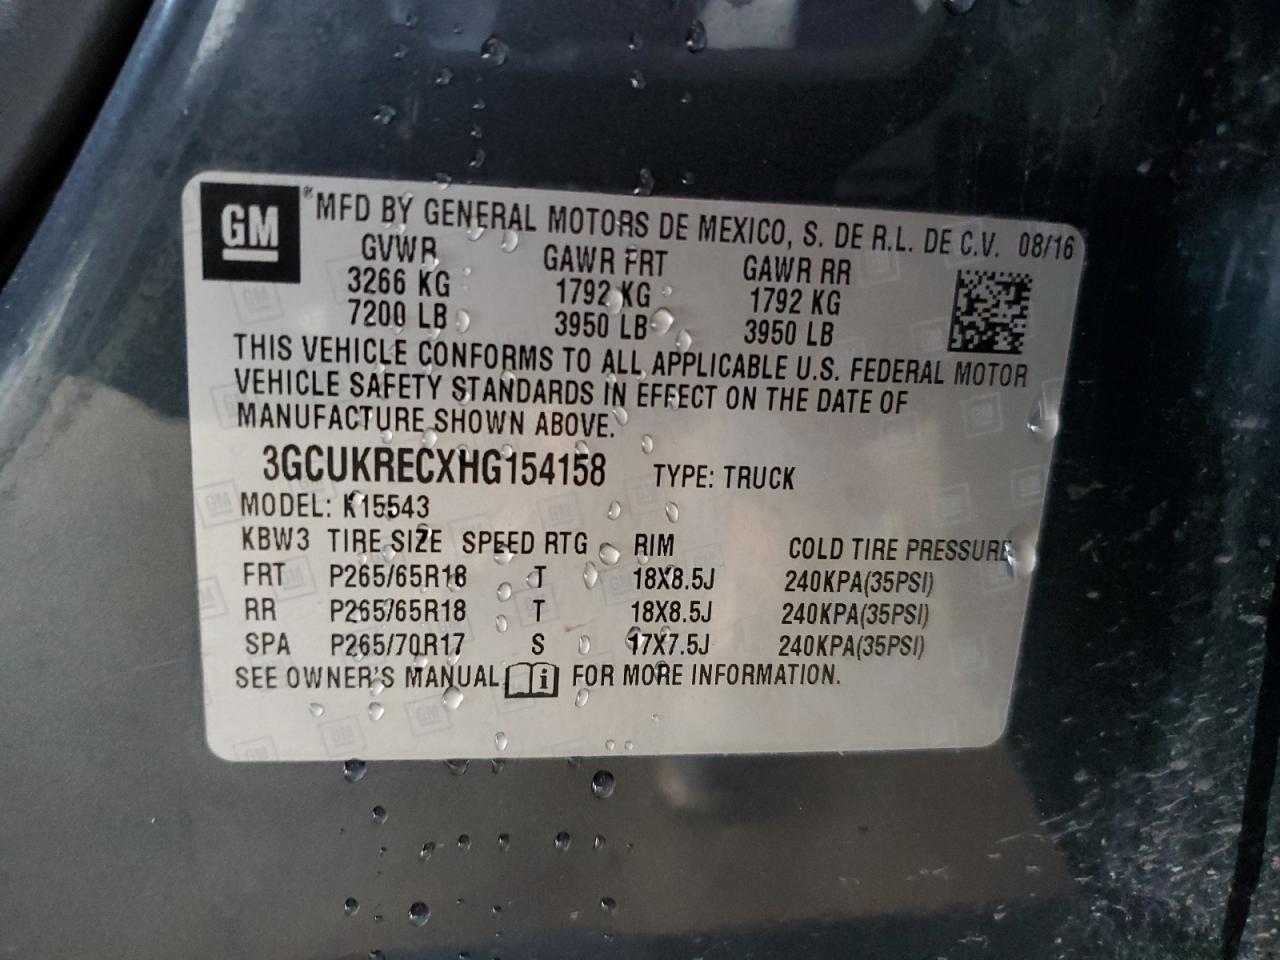 GM
® MFD BY GENERAL MOTORS DE MEXICO, S. DE R.L. DE C.V. 08/16
GVWR GAWR FRT GAWR RR
3266 KG 1792 KG 1792 KG
7200 LB 3950 LB 3950 LB
THIS VEHICLE CONFORMS TO ALL APPLICABLE U.S. FEDERAL MOTOR
VEHICLE SAFETY STANDARDS IN EFFECT ON THE DATE OF
MANUFACTURE SHOWN ABOVE.
3GCUKRECXHG154158 TYPE: TRUCK
MODEL: K15543
KBW3 TIRE SIZE SPEED RTG RIM COLD TIRE PRESSURE
FRT P265/65R18 T 18X8.5J 240KPA(35PSI)
RR P265/65R18 T 18X8.5J 240KPA(35PSI)
SPA P265/70R17 S 17X7.5J 240KPA(35PSI)
SEE OWNER'S MANUAL i FOR MORE INFORMATION.